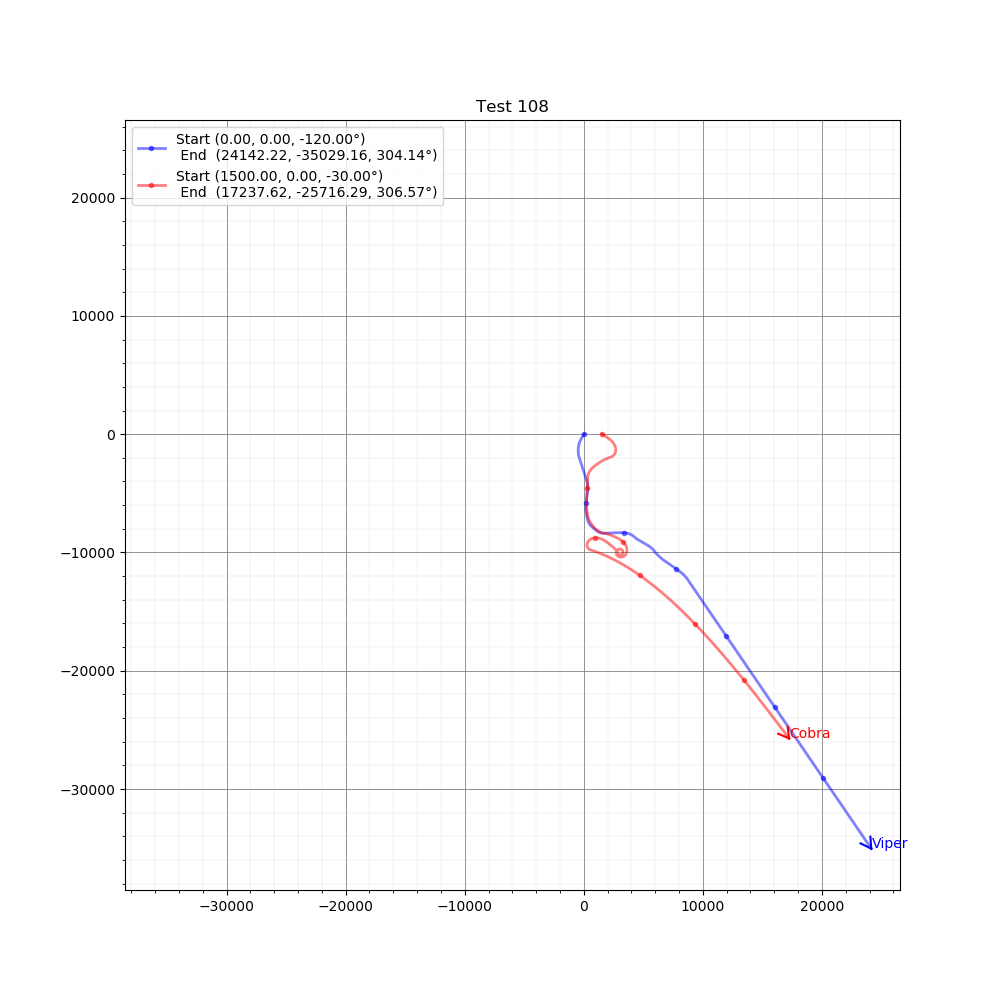 Test 108
Start (0.00, 0.00, -120.00°)
End (24142.22, -35029.16, 304.14°)
Start (1500.00, 0.00, -30.00°)
End (17237.62, -25716.29, 306.57°)
20000
10000
0
−10000
−20000
−30000
Cobra
Viper
−30000
−20000
−10000
0
10000
20000